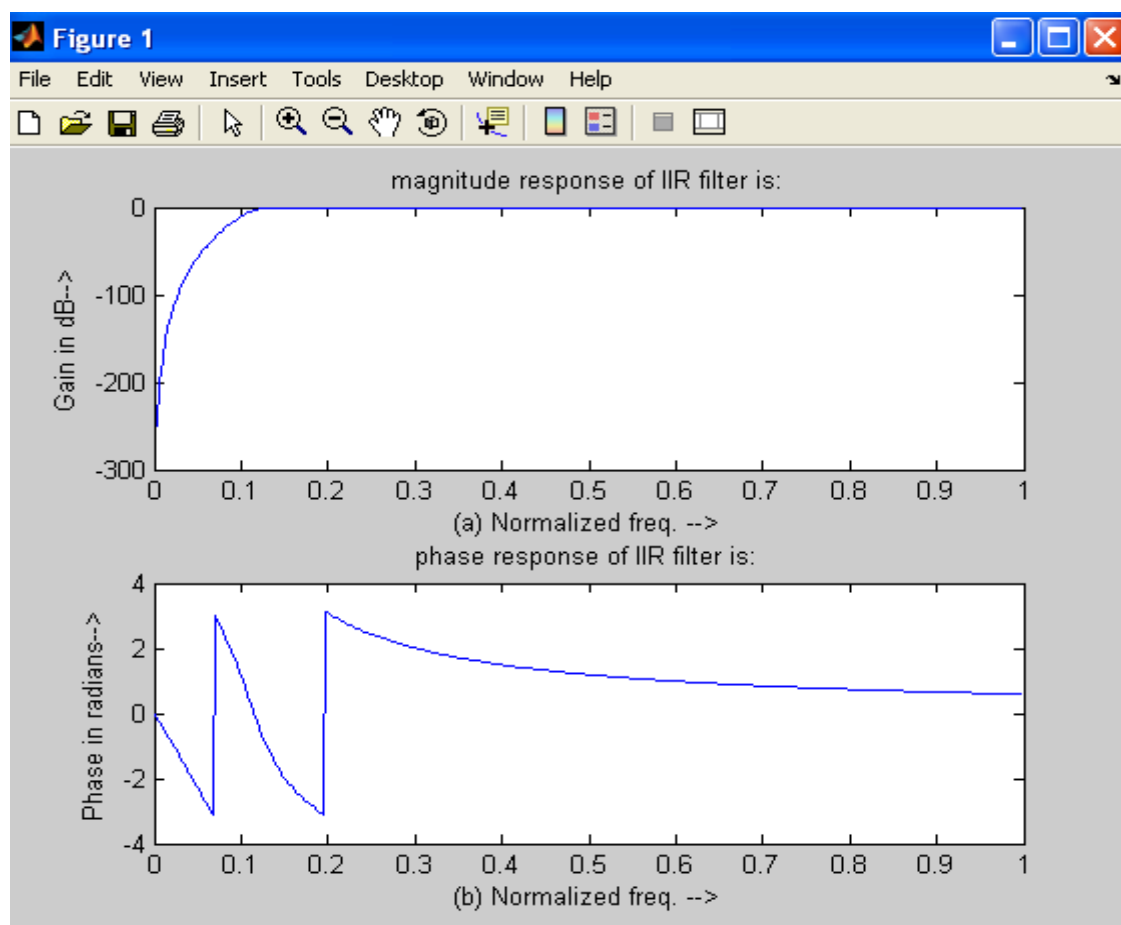 Figure 1
File Edit View Insert Tools Desktop Window Help
magnitude response of IIR filter is:
Gain in dB-->
0
-100
-200
-300
0 0.1 0.2 0.3 0.4 0.5 0.6 0.7 0.8 0.9 1
(a) Normalized freq. -->
phase response of IIR filter is:
Phase in radians-->
4
2
0
-2
-4
0 0.1 0.2 0.3 0.4 0.5 0.6 0.7 0.8 0.9 1
(b) Normalized freq. -->